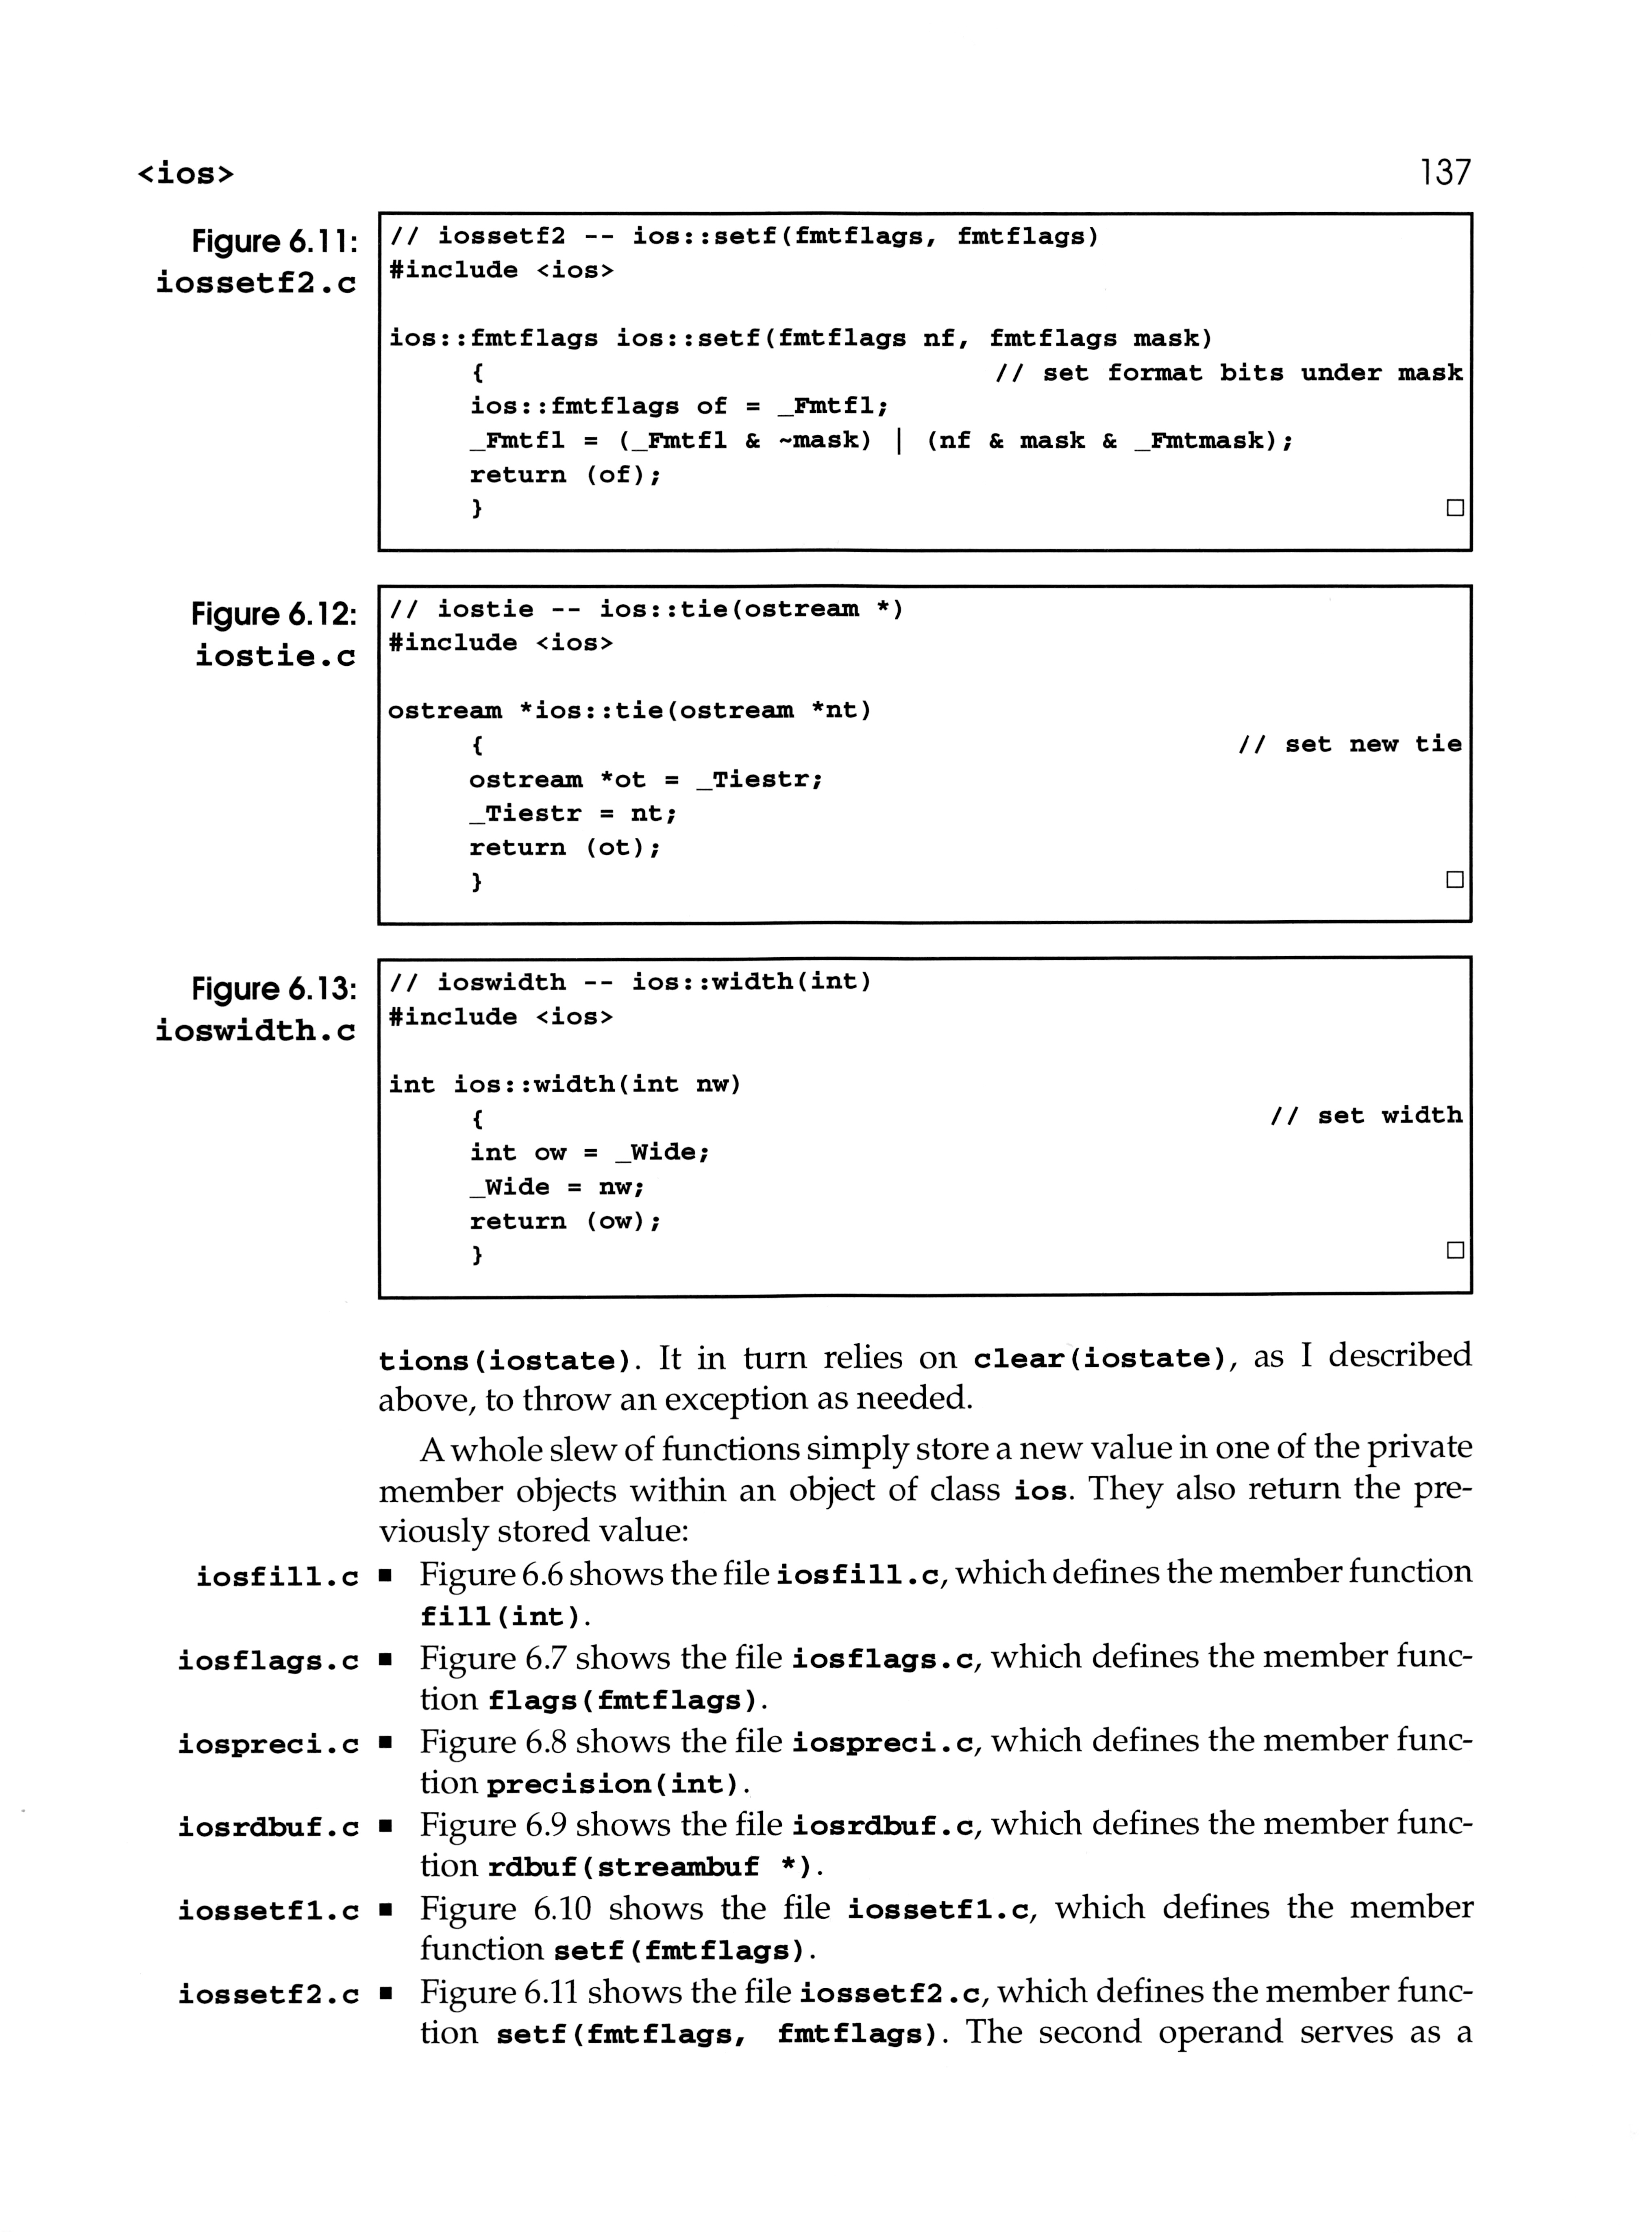 <ios>
137
Figure 6.11:
iossetf2.c
// iossetf2 -- ios::setf(fmtflags, fmtflags)
#include <ios>
ios::fmtflags ios::setf(fmtflags nf, fmtflags mask)
{ // set format bits under mask
ios::fmtflags of = _Fmtfl;
_Fmtfl = (_Fmtfl & ~mask) | (nf & mask & _Fmtmask);
return (of);
} □
Figure 6.12:
iostie.c
// iostie -- ios::tie(ostream *)
#include <ios>
ostream *ios::tie(ostream *nt)
{ // set new tie
ostream *ot = _Tiestr;
_Tiestr = nt;
return (ot);
} □
Figure 6.13:
ioswidth.c
// ioswidth -- ios::width(int)
#include <ios>
int ios::width(int nw)
{ // set width
int ow = _Wide;
_Wide = nw;
return (ow);
} □
tions(iostate). It in turn relies on clear(iostate), as I described
above, to throw an exception as needed.
A whole slew of functions simply store a new value in one of the private
member objects within an object of class ios. They also return the pre-
viously stored value:
iosfill.c ■ Figure 6.6 shows the file iosfill.c, which defines the member function
fill(int).
iosflags.c ■ Figure 6.7 shows the file iosflags.c, which defines the member func-
tion flags(fmtflags).
iospreci.c ■ Figure 6.8 shows the file iospreci.c, which defines the member func-
tion precision(int).
iosrdbuf.c ■ Figure 6.9 shows the file iosrdbuf.c, which defines the member func-
tion rdbuf(streambuf *).
iossetf1.c ■ Figure 6.10 shows the file iossetf1.c, which defines the member
function setf(fmtflags).
iossetf2.c ■ Figure 6.11 shows the file iossetf2.c, which defines the member func-
tion setf(fmtflags, fmtflags). The second operand serves as a